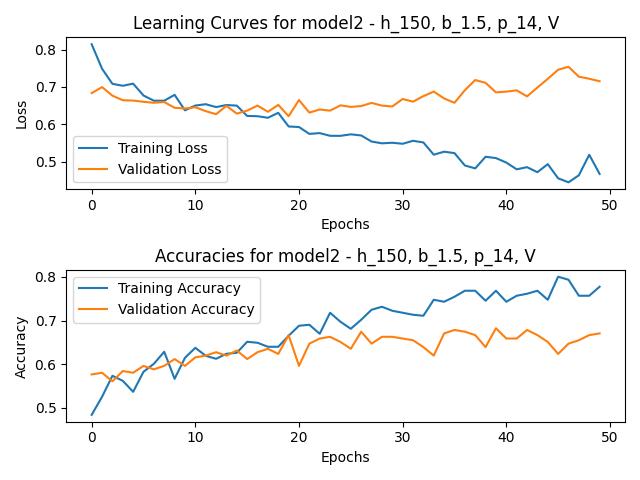 Learning Curves for model2 - h_150, b_1.5, p_14, V
0.8
0.7
0.6
0.5
Loss
Training Loss
Validation Loss
0 10 20 30 40 50
Epochs
Accuracies for model2 - h_150, b_1.5, p_14, V
0.8
0.7
0.6
0.5
Accuracy
Training Accuracy
Validation Accuracy
0 10 20 30 40 50
Epochs